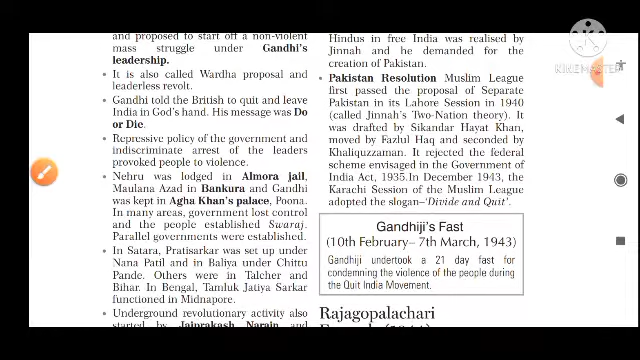 and proposed to start off a non-violent
mass struggle under Gandhi's
leadership.
• It is also called Wardha proposal and
leaderless revolt.
• Gandhi told the British to quit and leave
India in God's hand. His message was Do
or Die.
• Repressive policy of the government and
indiscriminate arrest of the leaders
provoked people to violence.
• Nehru was lodged in Almora jail,
Maulana Azad in Bankura and Gandhi
was kept in Agha Khan's palace, Poona.
In many areas, government lost control
and the people established Swaraj.
Parallel governments were established.
• In Satara, Pratisarkar was set up under
Nana Patil and in Baliya under Chittu
Pande. Others were in Talcher and
Bihar. In Bengal, Tamluk Jatiya Sarkar
functioned in Midnapore.
• Underground revolutionary activity also
started by Jaiprakash Narain and
Hindus in free India was realised by
Jinnah and he demanded for the
creation of Pakistan.
• Pakistan Resolution Muslim League
first passed the proposal of Separate
Pakistan in its Lahore Session in 1940
(called Jinnah's Two-Nation theory). It
was drafted by Sikandar Hayat Khan,
moved by Fazlul Haq and seconded by
Khaliquzzaman. It rejected the federal
scheme envisaged in the Government of
India Act, 1935. In December 1943, the
Karachi Session of the Muslim League
adopted the slogan–'Divide and Quit'.
Gandhiji's Fast
(10th February– 7th March, 1943)
Gandhiji undertook a 21 day fast for
condemning the violence of the people during
the Quit India Movement.
Rajagopalachari
KINEMASTER